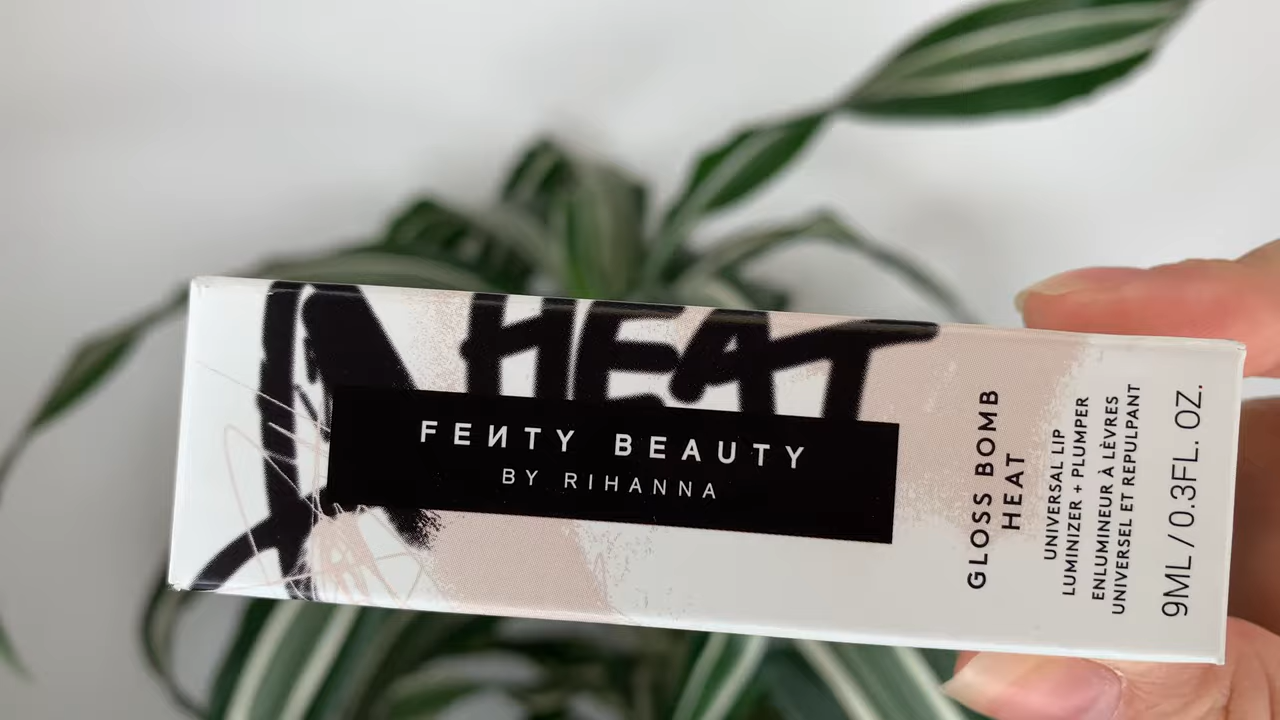 HEAT
FEИTY BEAUTY
BY RIHANNA
GLOSS BOMB
HEAT
UNIVERSAL LIP
LUMINIZER + PLUMPER
ENLUMINEUR À LÈVRES
UNIVERSEL ET REPULPANT
9ML / 0.3FL. OZ.